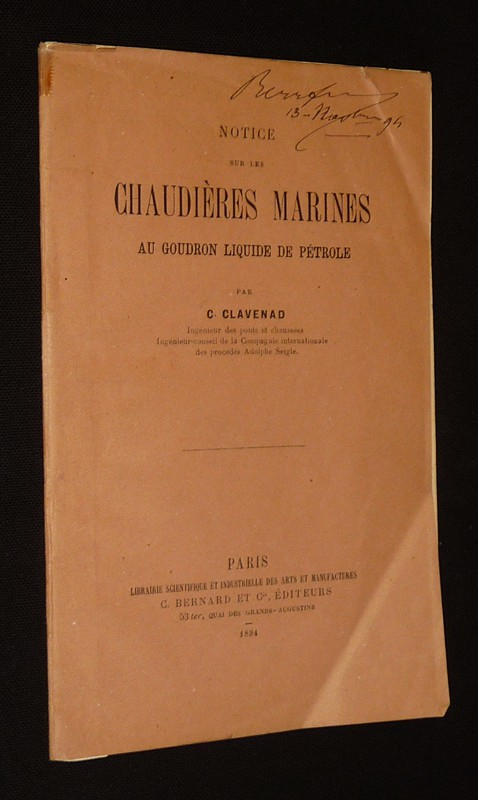 13 - 94
NOTICE
SUR LES
CHAUDIÈRES MARINES
AU GOUDRON LIQUIDE DE PÉTROLE
PAR
C. CLAVENAD
Ingénieur des ponts et chaussées
Ingénieur-conseil de la Compagnie internationale
des procédés Adolphe Seigle.
PARIS
LIBRAIRIE SCIENTIFIQUE ET INDUSTRIELLE DES ARTS ET MANUFACTURES
C. BERNARD ET Cie, ÉDITEURS
53 ter, QUAI DES GRANDS-AUGUSTINS
1894